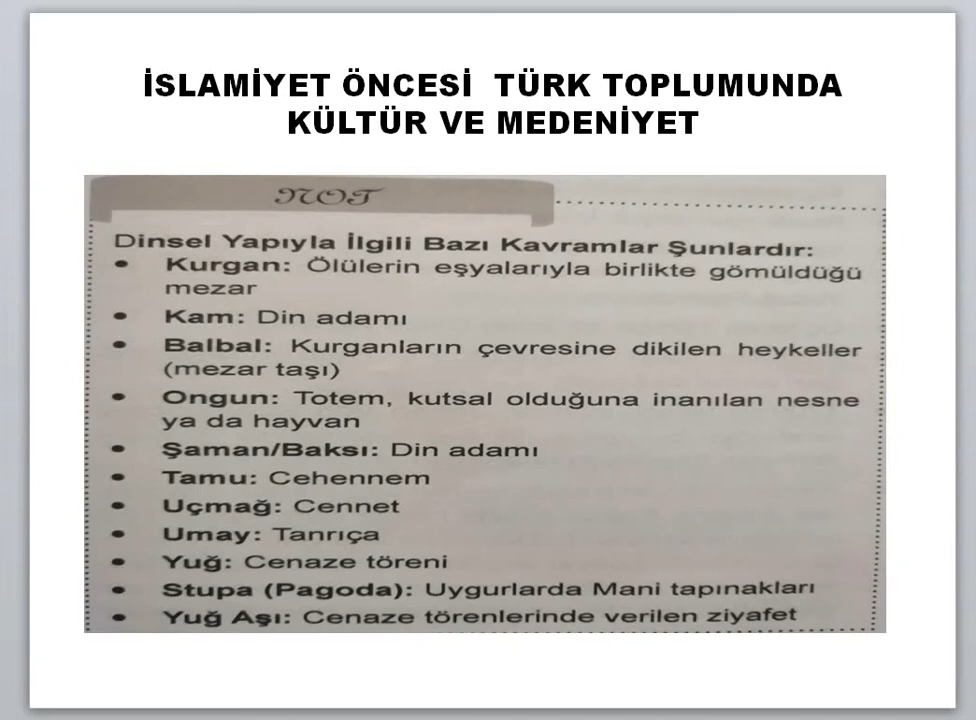 İSLAMİYET ÖNCESİ TÜRK TOPLUMUNDA
KÜLTÜR VE MEDENİYET
NOT
Dinsel Yapıyla İlgili Bazı Kavramlar Şunlardır:
• Kurgan: Ölülerin eşyalarıyla birlikte gömüldüğü
mezar
• Kam: Din adamı
• Balbal: Kurganların çevresine dikilen heykeller
(mezar taşı)
• Ongun: Totem, kutsal olduğuna inanılan nesne
ya da hayvan
• Şaman/Baksı: Din adamı
• Tamu: Cehennem
• Uçmağ: Cennet
• Umay: Tanrıça
• Yuğ: Cenaze töreni
• Stupa (Pagoda): Uygurlarda Mani tapınakları
• Yuğ Aşı: Cenaze törenlerinde verilen ziyafet